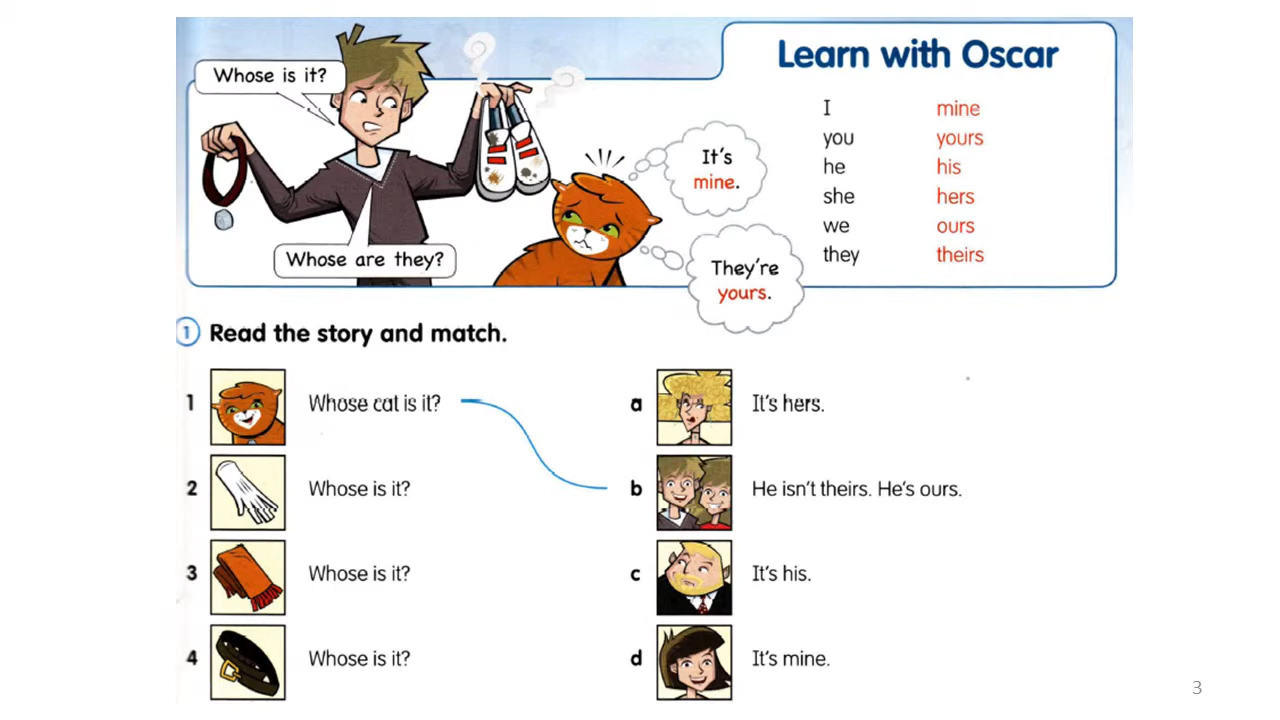 Learn with Oscar
Whose is it?
Whose are they?
It's
mine.
They're
yours.
I mine
you yours
he his
she hers
we ours
they theirs
1 Read the story and match.
1 Whose cat is it?
a It's hers.
2 Whose is it?
b He isn't theirs. He's ours.
3 Whose is it?
c It's his.
4 Whose is it?
d It's mine.
3